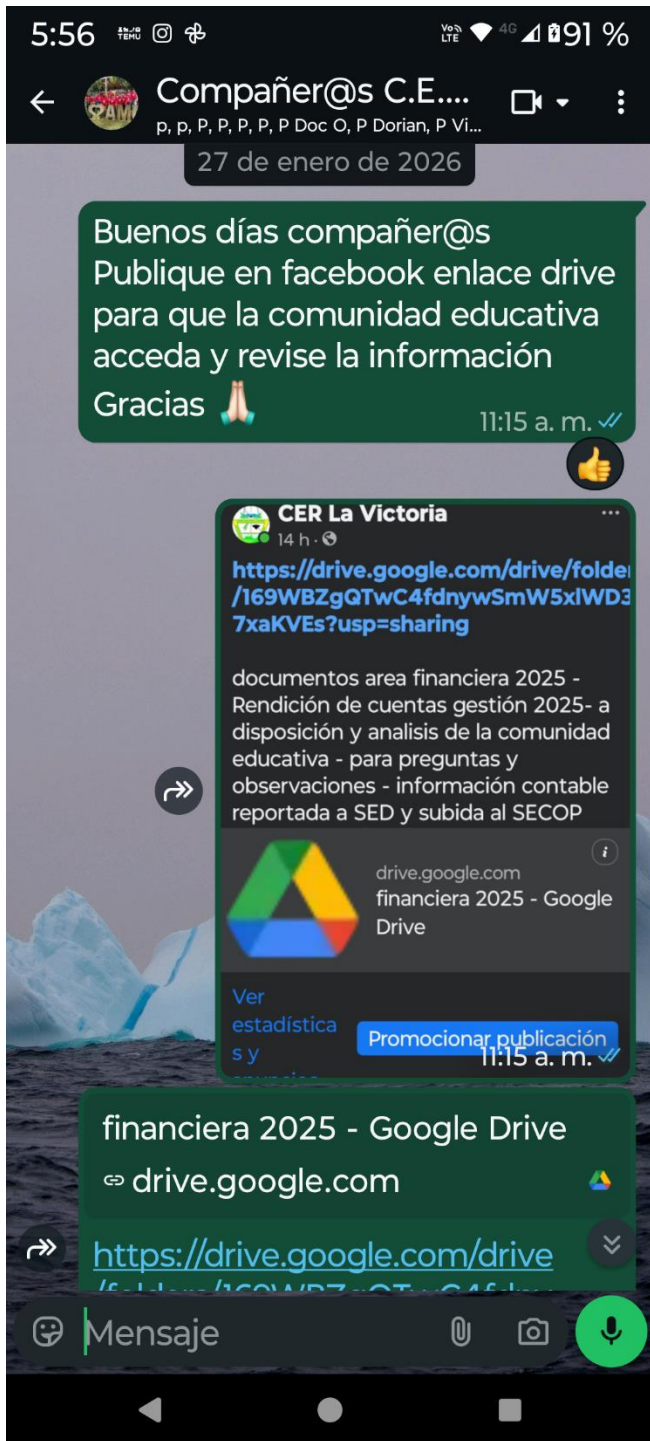 5:56 TEMU Vo LTE 4G 91 %
Compañer@s C.E....
p, p, P, P, P, P, P Doc O, P Dorian, P Vi...
27 de enero de 2026
Buenos días compañer@s
Publique en facebook enlace drive
para que la comunidad educativa
acceda y revise la información
Gracias 🙏🏻
11:15 a. m.
CER La Victoria
14 h ·
https://drive.google.com/drive/folder
/169WBZgQTwC4fdnywSmW5xlWD3
7xaKVEs?usp=sharing
documentos area financiera 2025 -
Rendición de cuentas gestión 2025- a
disposición y analisis de la comunidad
educativa - para preguntas y
observaciones - información contable
reportada a SED y subida al SECOP
drive.google.com
financiera 2025 - Google
Drive
Ver
estadística
s y
Promocionar publicación
11:15 a. m.
financiera 2025 - Google Drive
drive.google.com
https://drive.google.com/drive
Mensaje